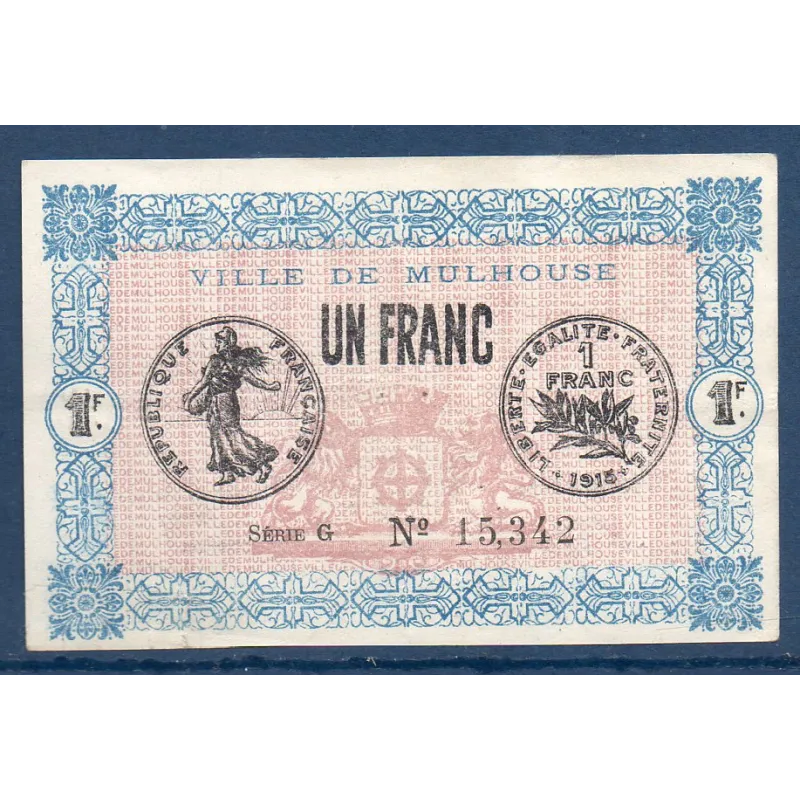 VILLE DE MULHOUSE
UN FRANC
REPUBLIQUE FRANÇAISE
LIBERTE·EGALITE·FRATERNITE
1
FRANC
1915
1F.
1F.
SÉRIE G Nº 15,342